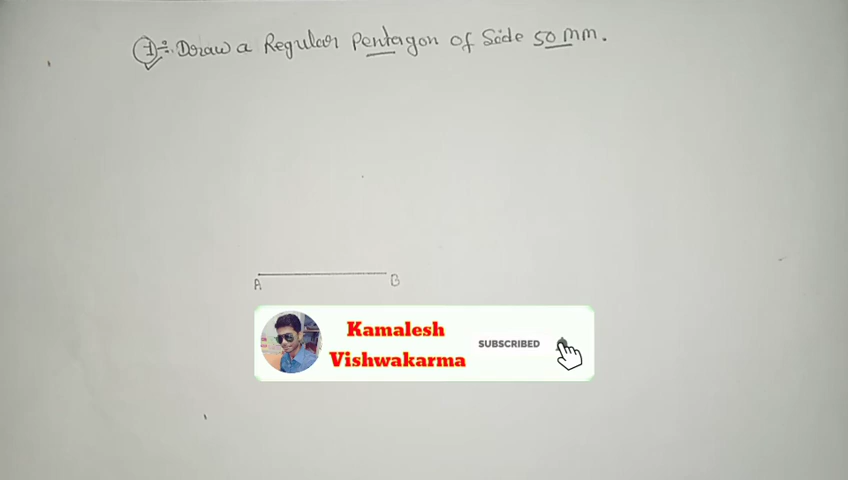 1 ÷ Draw a Regular Pentagon of Side 50 mm.
A B
Kamalesh
Vishwakarma
SUBSCRIBED